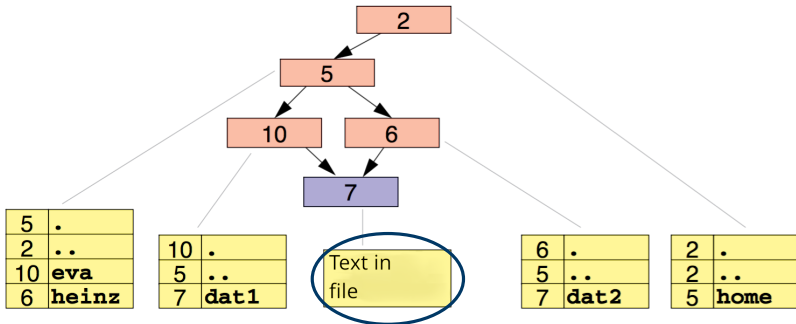 2
5
10
6
7
5 .
2 ..
10 eva
6 heinz
10 .
5 ..
7 dat1
Text in
file
6 .
5 ..
7 dat2
2 .
2 ..
5 home